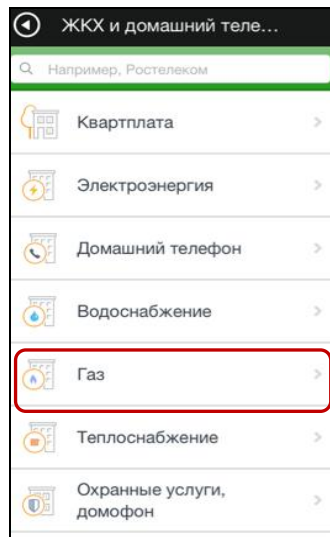 ЖКХ и домашний теле...
Например, Ростелеком
Квартплата
Электроэнергия
Домашний телефон
Водоснабжение
Газ
Теплоснабжение
Охранные услуги,
домофон